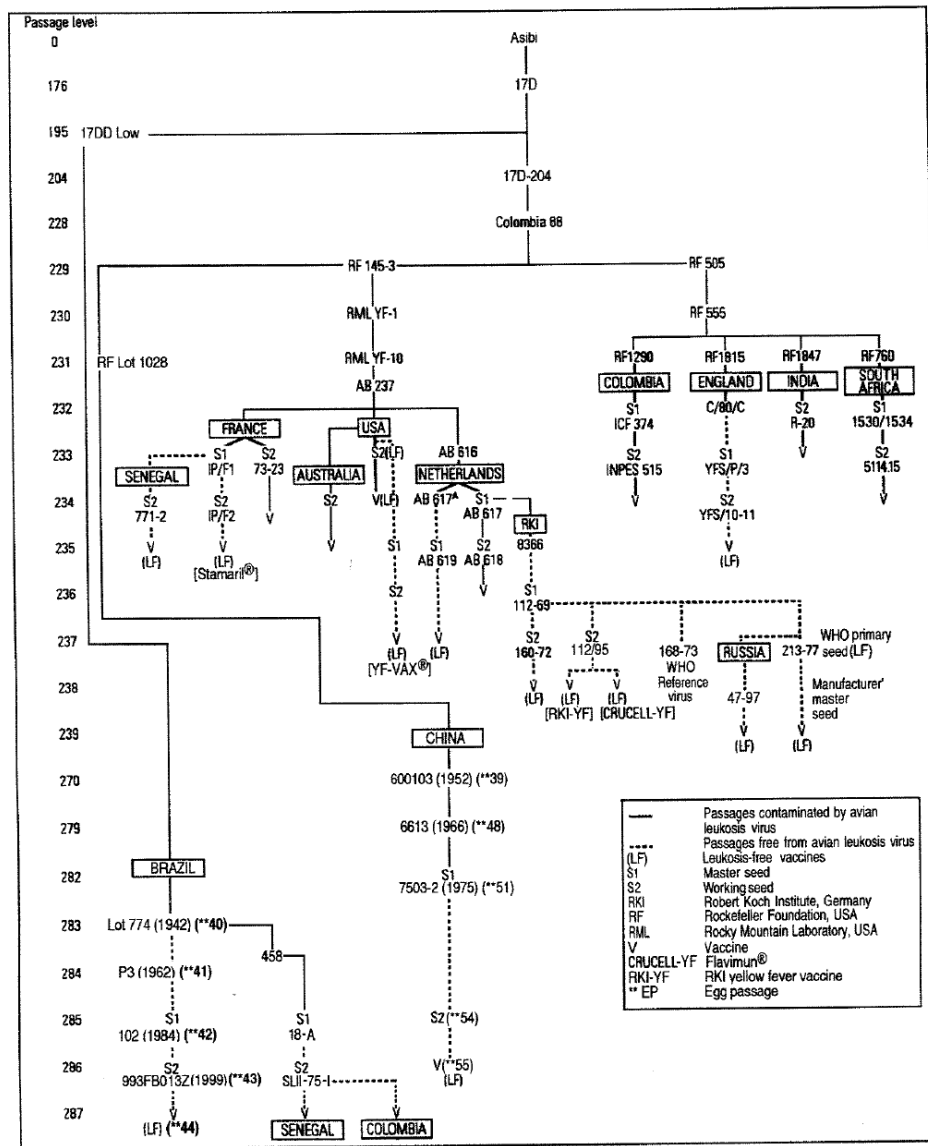 Passage level
0
Asibi
176
17D
195
17DD Low
204
17D-204
228
Colombia 88
229
RF 145-3
RF 505
230
RML YF-1
RF 555
231
RF Lot 1028
RML YF-10
RF1290
RF1815
RF1847
RF760
AB 237
COLOMBIA
ENGLAND
INDIA
SOUTH
AFRICA
232
S1
C/80/C
S2
S1
FRANCE
USA
ICF 374
R-20
1530/1534
233
S1
S2
S2(LF)
AB 616
S2
S1
V
S2
SENEGAL
IP/F1
73-23
AUSTRALIA
NETHERLANDS
INPES 515
YFS/P/3
5114.15
234
S2
S2
V
S2
V(LF)
AB 617A
S1
V
S2
V
771-2
IP/F2
AB 617
RKI
YFS/10-11
235
V
V
V
S1
S1
S2
8366
V
(LF)
(LF)
AB 619
AB 618
(LF)
[Stamaril®]
236
S2
V
S1
112-69
237
V
V
S2
S2
168-73
RUSSIA
213-77
WHO primary
seed (LF)
(LF)
(LF)
160-72
112/95
WHO
[YF-VAX®]
Reference
virus
238
V
V
V
47-97
Manufacturer'
master
seed
(LF)
(LF)
(LF)
[RKI-YF]
[CRUCELL-YF]
239
CHINA
V
V
(LF)
(LF)
270
600103 (1952) (**39)
279
6613 (1966) (**48)
282
BRAZIL
S1
7503-2 (1975) (**51)
283
Lot 774 (1942) (**40)
458
284
P3 (1962) (**41)
285
S1
S1
S2 (**54)
102 (1984) (**42)
18-A
286
S2
S2
V(**55)
993FB013Z(1999) (**43)
SLII-75-I
(LF)
287
V
(LF) (**44)
SENEGAL
COLOMBIA
Passages contaminated by avian
leukosis virus
Passages free from avian leukosis virus
(LF) Leukosis-free vaccines
S1 Master seed
S2 Working seed
RKI Robert Koch Institute, Germany
RF Rockefeller Foundation, USA
RML Rocky Mountain Laboratory, USA
V Vaccine
CRUCELL-YF Flavimun®
RKI-YF RKI yellow fever vaccine
** EP Egg passage